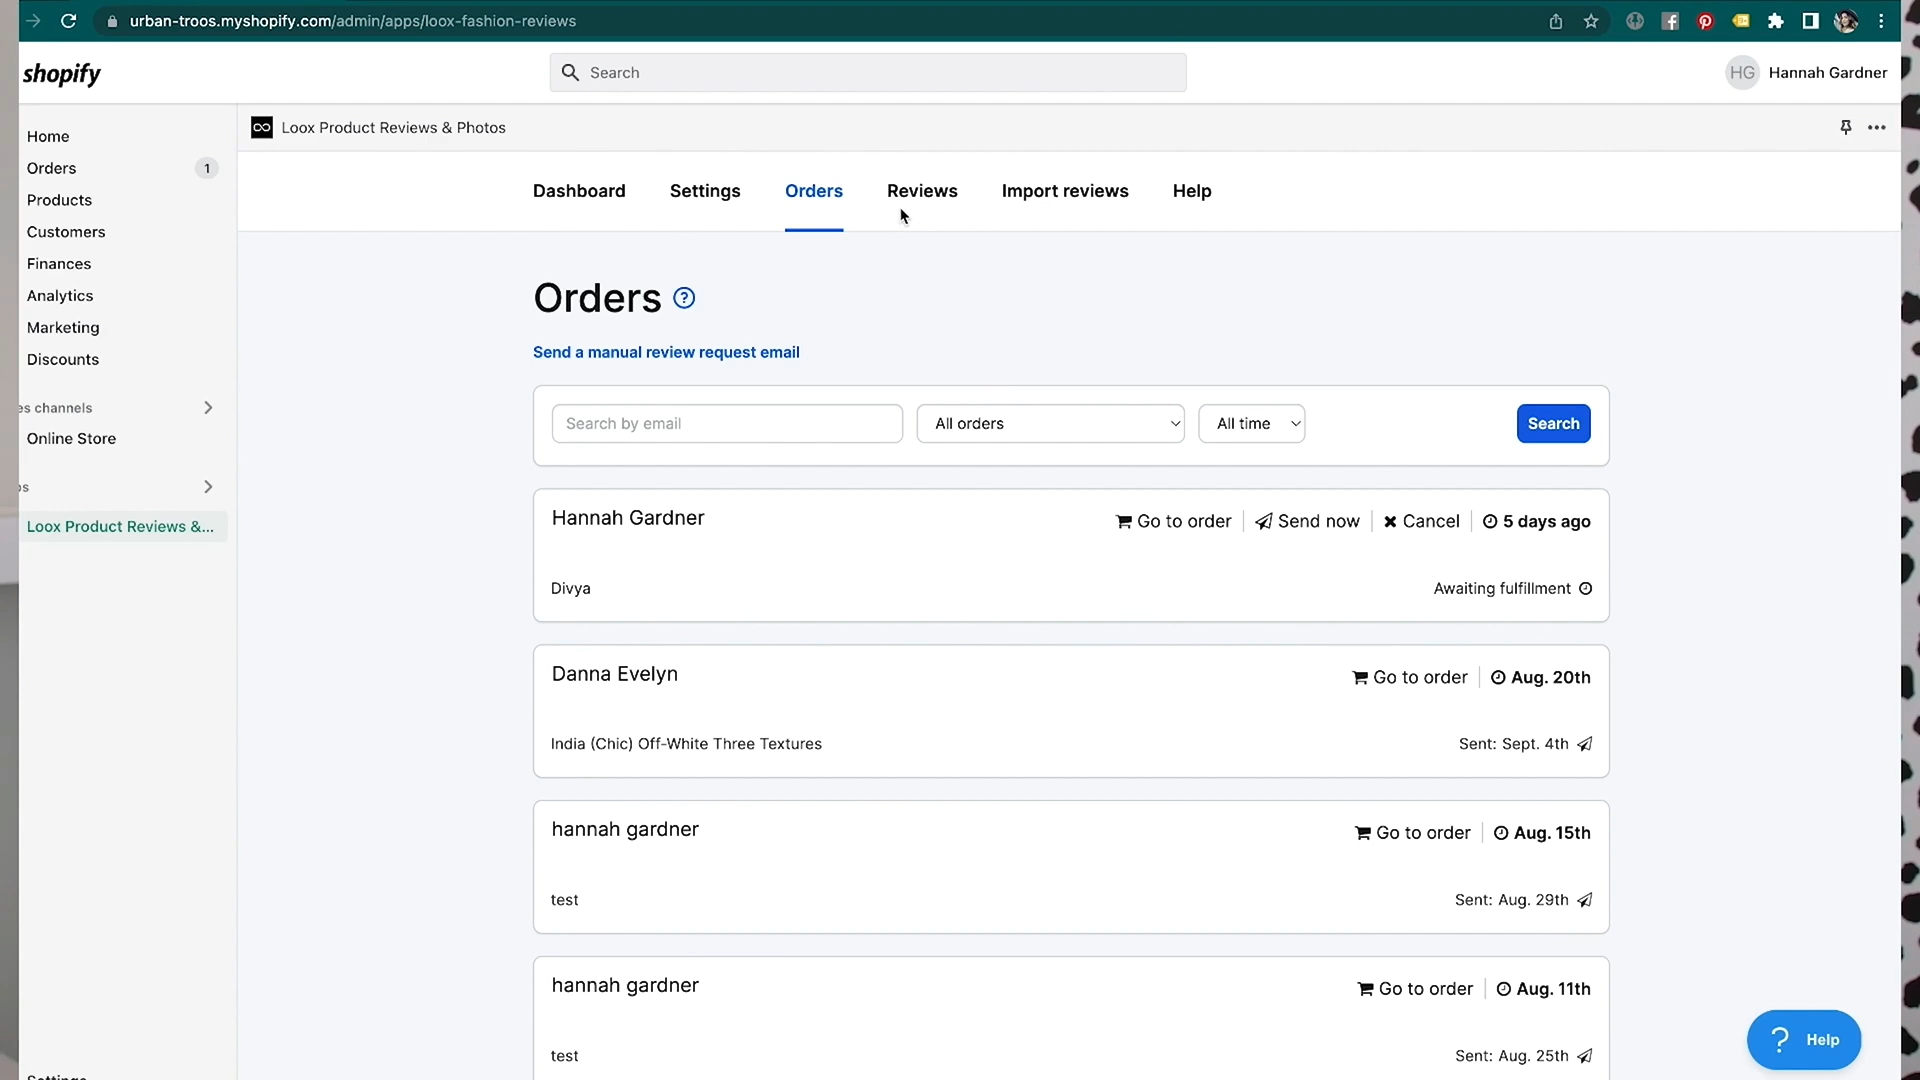 urban-troos.myshopify.com/admin/apps/loox-fashion-reviews
shopify
Search
HG Hannah Gardner
Home
Orders 1
Products
Customers
Finances
Analytics
Marketing
Discounts
es channels
Online Store
ps
Loox Product Reviews &...
Loox Product Reviews & Photos
Dashboard Settings Orders Reviews Import reviews Help
Orders ?
Send a manual review request email
Search by email All orders All time Search
Hannah Gardner Go to order Send now Cancel 5 days ago
Divya Awaiting fulfillment
Danna Evelyn Go to order Aug. 20th
India (Chic) Off-White Three Textures Sent: Sept. 4th
hannah gardner Go to order Aug. 15th
test Sent: Aug. 29th
hannah gardner Go to order Aug. 11th
test Sent: Aug. 25th
? Help
Settings